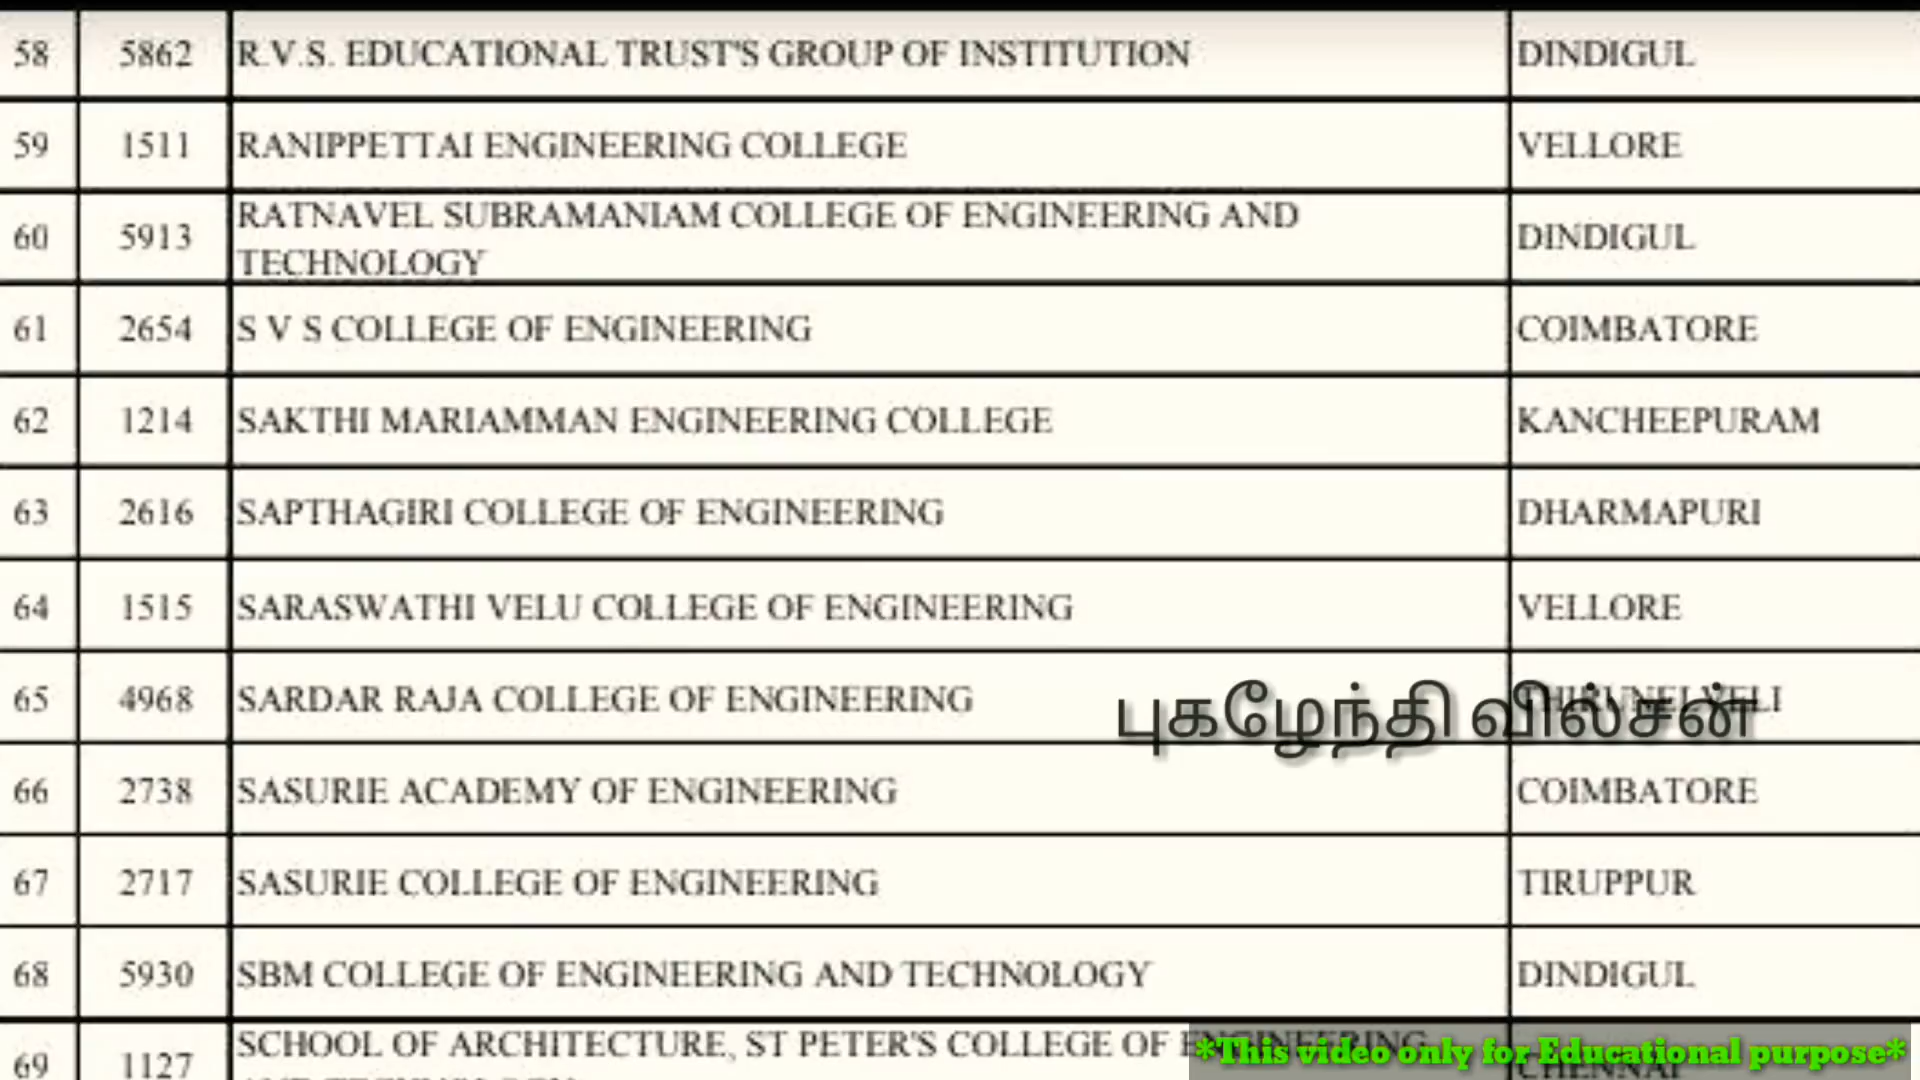 58 5862 R.V.S. EDUCATIONAL TRUST'S GROUP OF INSTITUTION DINDIGUL
59 1511 RANIPPETTAI ENGINEERING COLLEGE VELLORE
60 5913 RATNAVEL SUBRAMANIAM COLLEGE OF ENGINEERING AND DINDIGUL
TECHNOLOGY
61 2654 S V S COLLEGE OF ENGINEERING COIMBATORE
62 1214 SAKTHI MARIAMMAN ENGINEERING COLLEGE KANCHEEPURAM
63 2616 SAPTHAGIRI COLLEGE OF ENGINEERING DHARMAPURI
64 1515 SARASWATHI VELU COLLEGE OF ENGINEERING VELLORE
65 4968 SARDAR RAJA COLLEGE OF ENGINEERING THIRUNELVELI
புகழேந்தி வில்சன்
66 2738 SASURIE ACADEMY OF ENGINEERING COIMBATORE
67 2717 SASURIE COLLEGE OF ENGINEERING TIRUPPUR
68 5930 SBM COLLEGE OF ENGINEERING AND TECHNOLOGY DINDIGUL
69 1127 SCHOOL OF ARCHITECTURE, ST PETER'S COLLEGE OF ENGINEERING CHENNAI
*This video only for Educational purpose*